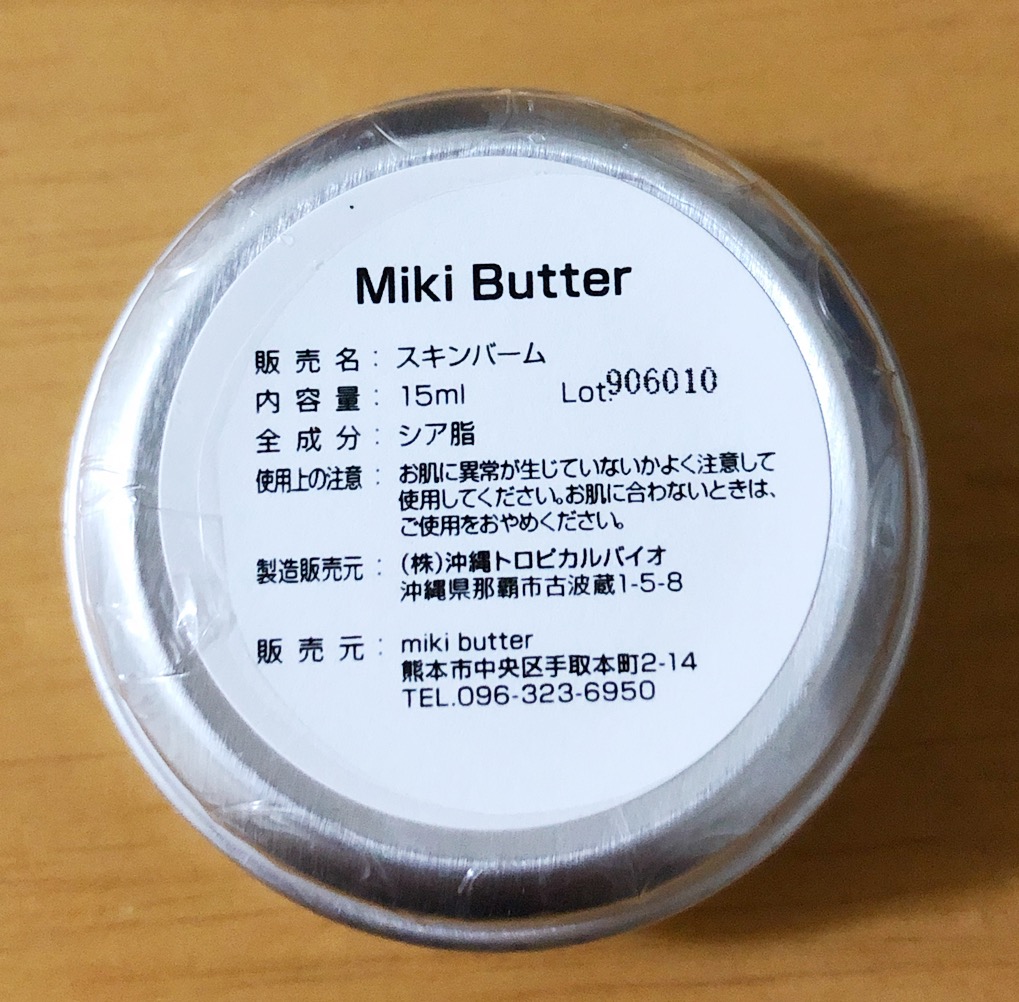 Miki Butter
販売名：スキンバーム
内容量：15ml Lot.906010
全成分：シア脂
使用上の注意：お肌に異常が生じていないかよく注意して
使用してください。お肌に合わないときは、
ご使用をおやめください。
製造販売元：(株)沖縄トロピカルバイオ
沖縄県那覇市古波蔵1-5-8
販売元：miki butter
熊本市中央区手取本町2-14
TEL.096-323-6950